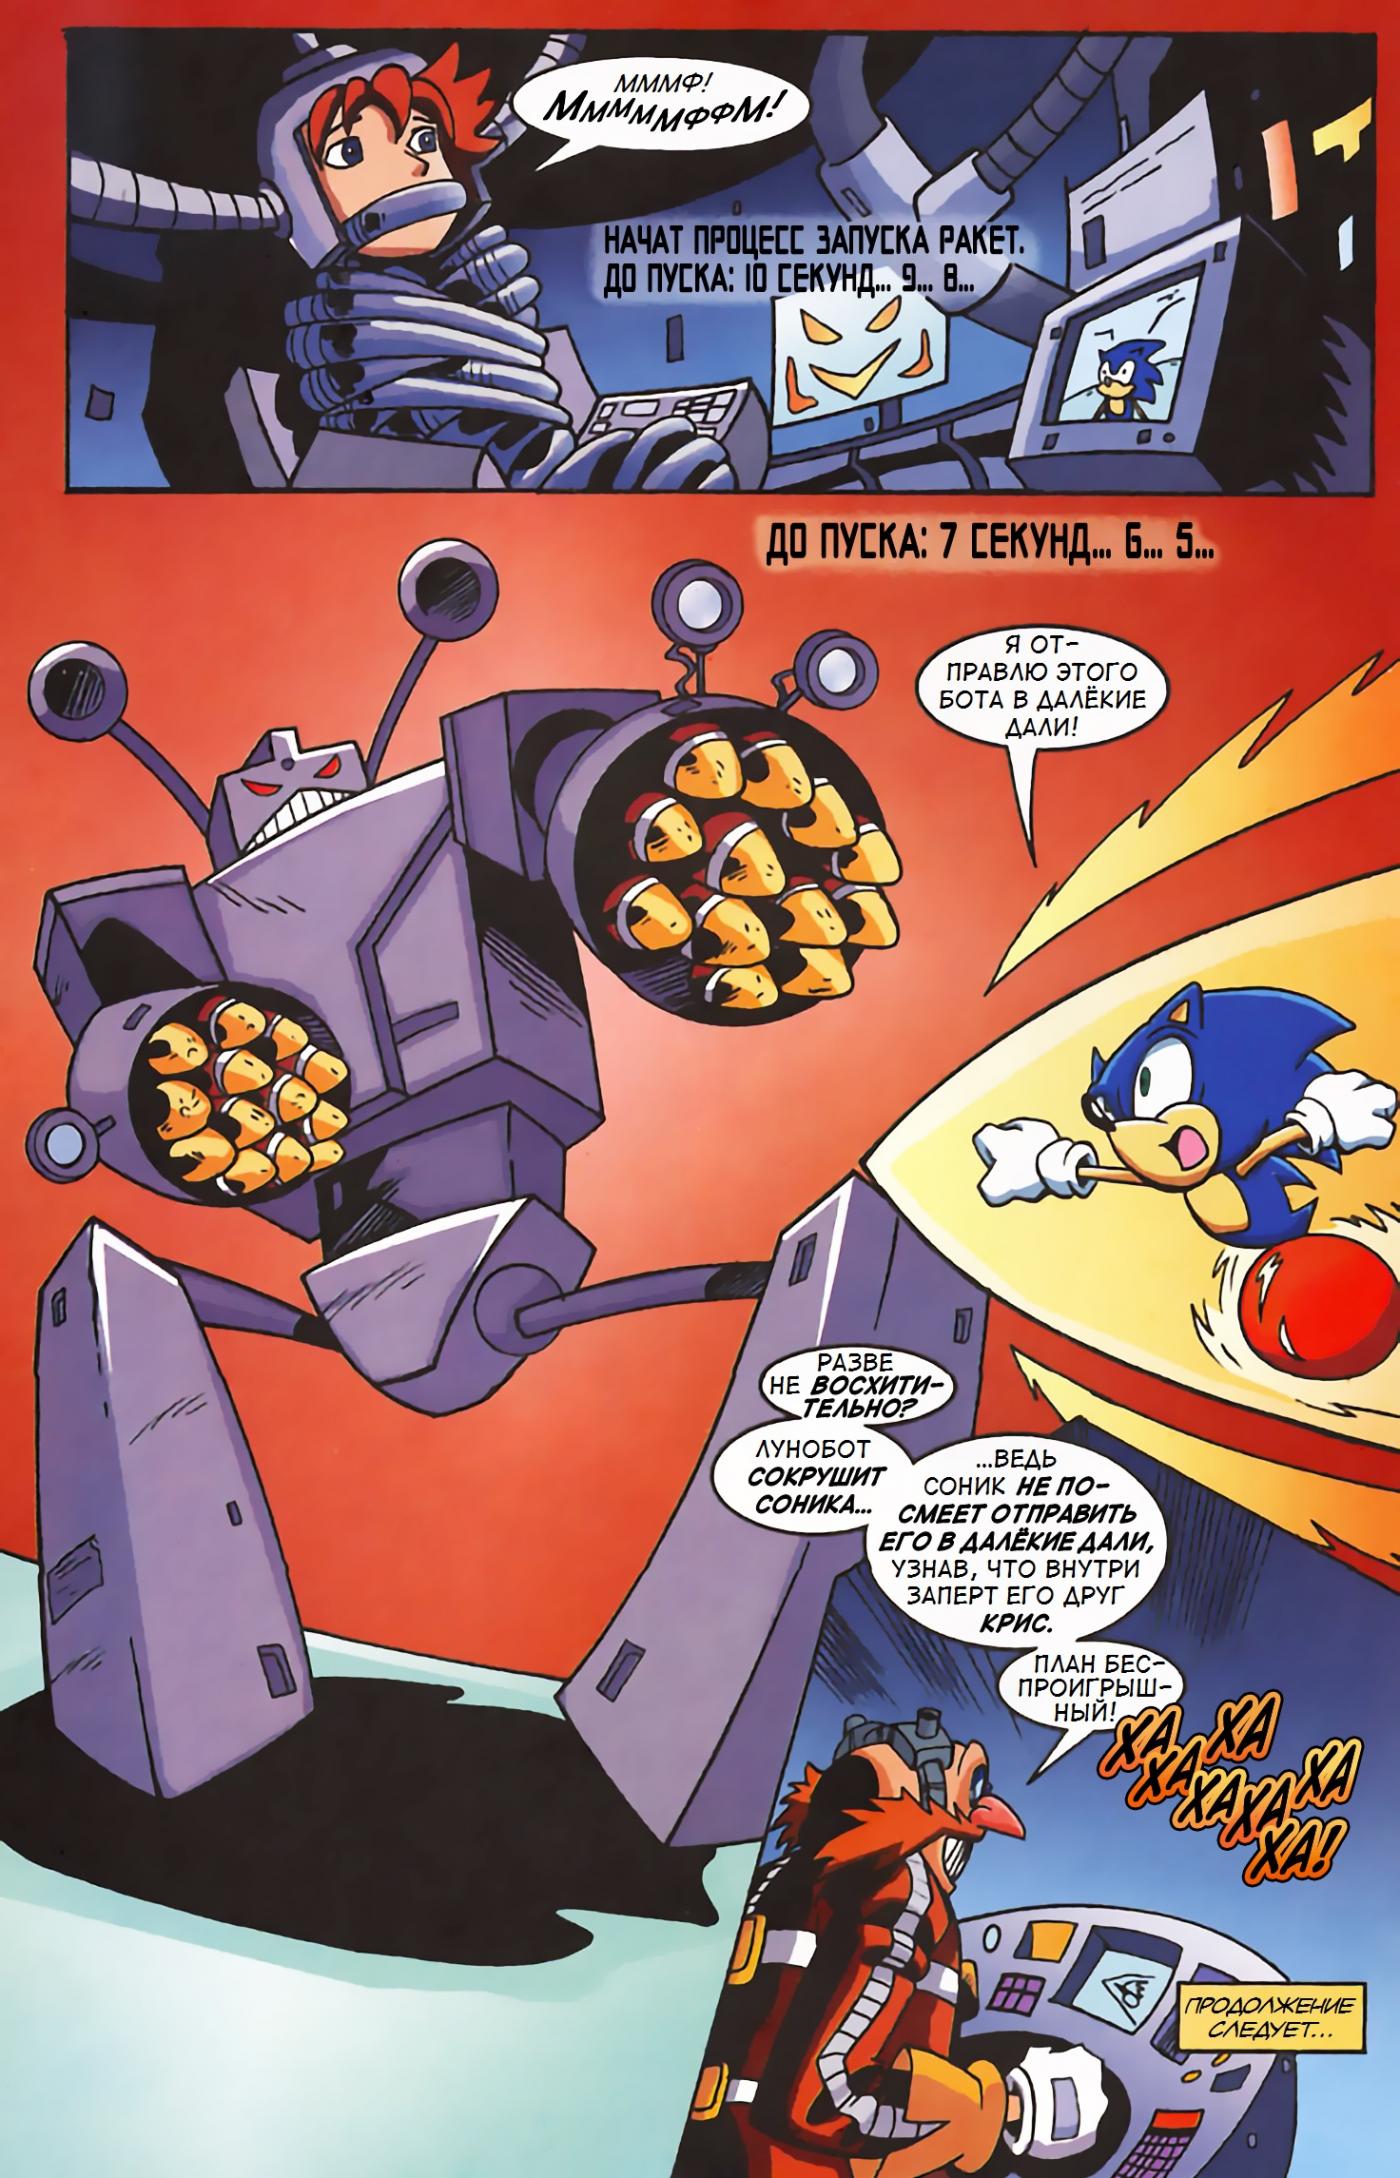 МММФ!
МММММФФМ!
НАЧАТ ПРОЦЕСС ЗАПУСКА РАКЕТ.
ДО ПУСКА: 10 СЕКУНД... 9... 8...
ДО ПУСКА: 7 СЕКУНД... 6... 5...
Я ОТ-
ПРАВЛЮ ЭТОГО
БОТА В ДАЛЁКИЕ
ДАЛИ!
РАЗВЕ
НЕ ВОСХИТИ-
ТЕЛЬНО?
ЛУНОБОТ
СОКРУШИТ
СОНИКА...
...ВЕДЬ
СОНИК НЕ ПО-
СМЕЕТ ОТПРАВИТЬ
ЕГО В ДАЛЁКИЕ ДАЛИ,
УЗНАВ, ЧТО ВНУТРИ
ЗАПЕРТ ЕГО ДРУГ
КРИС.
ПЛАН БЕС-
ПРОИГРЫШ-
НЫЙ!
ХА ХА
ХА ХА ХА ХА
ХА!
ПРОДОЛЖЕНИЕ
СЛЕДУЕТ...